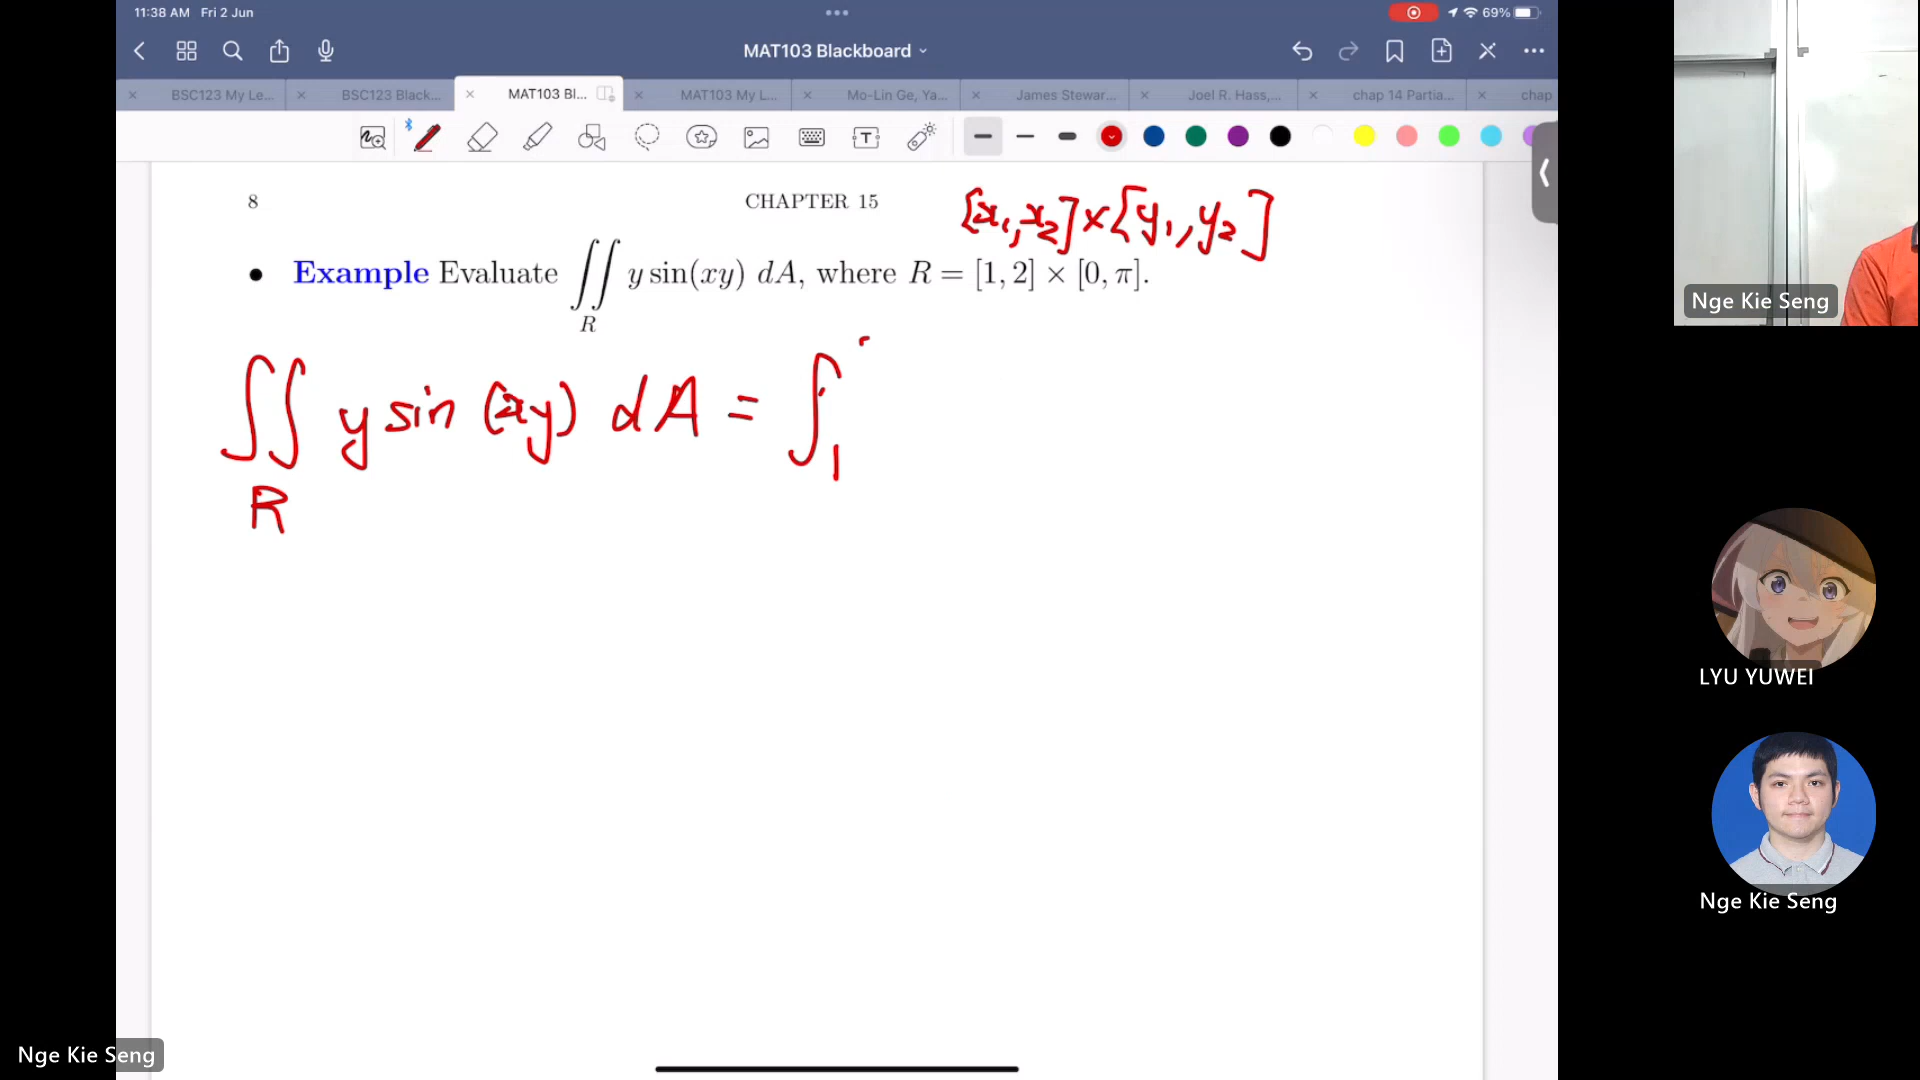 11:38 AM Fri 2 Jun
69%
MAT103 Blackboard
BSC123 My Le...
BSC123 Black...
MAT103 Bl...
MAT103 My L...
Mo-Lin Ge, Ya...
James Stewar...
Joel R. Hass,...
chap 14 Partia...
chap
8 CHAPTER 15
[x₁, x₂] × [y₁, y₂]
• Example Evaluate ∬_R y sin(xy) dA, where R = [1, 2] × [0, π].
∬_R y sin (xy) dA = ∫_1
Nge Kie Seng
LYU YUWEI
Nge Kie Seng
Nge Kie Seng